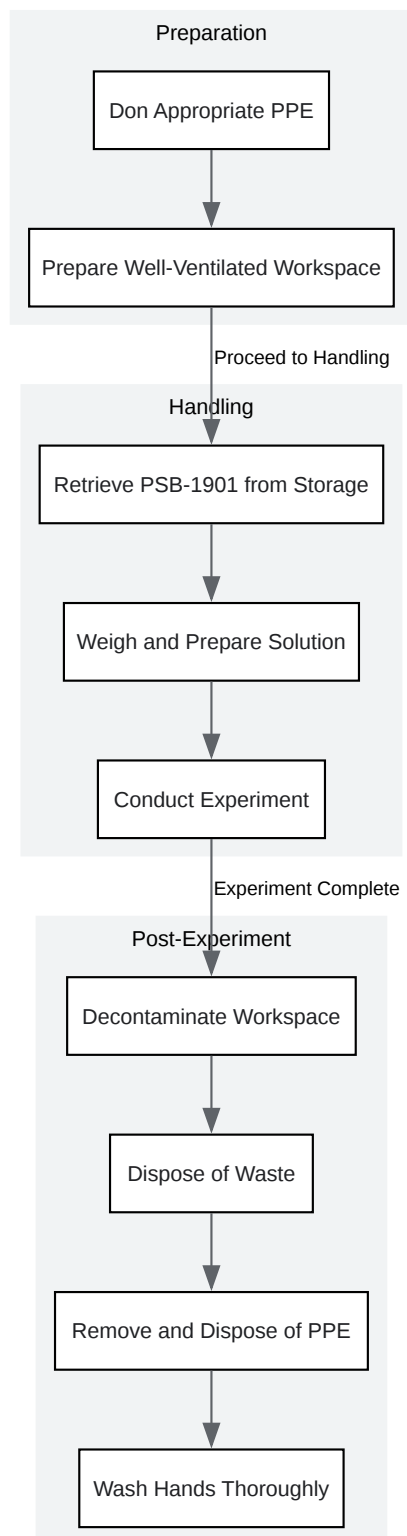 Preparation
Don Appropriate PPE
Prepare Well-Ventilated Workspace
Proceed to Handling
Handling
Retrieve PSB-1901 from Storage
Weigh and Prepare Solution
Conduct Experiment
Experiment Complete
Post-Experiment
Decontaminate Workspace
Dispose of Waste
Remove and Dispose of PPE
Wash Hands Thoroughly